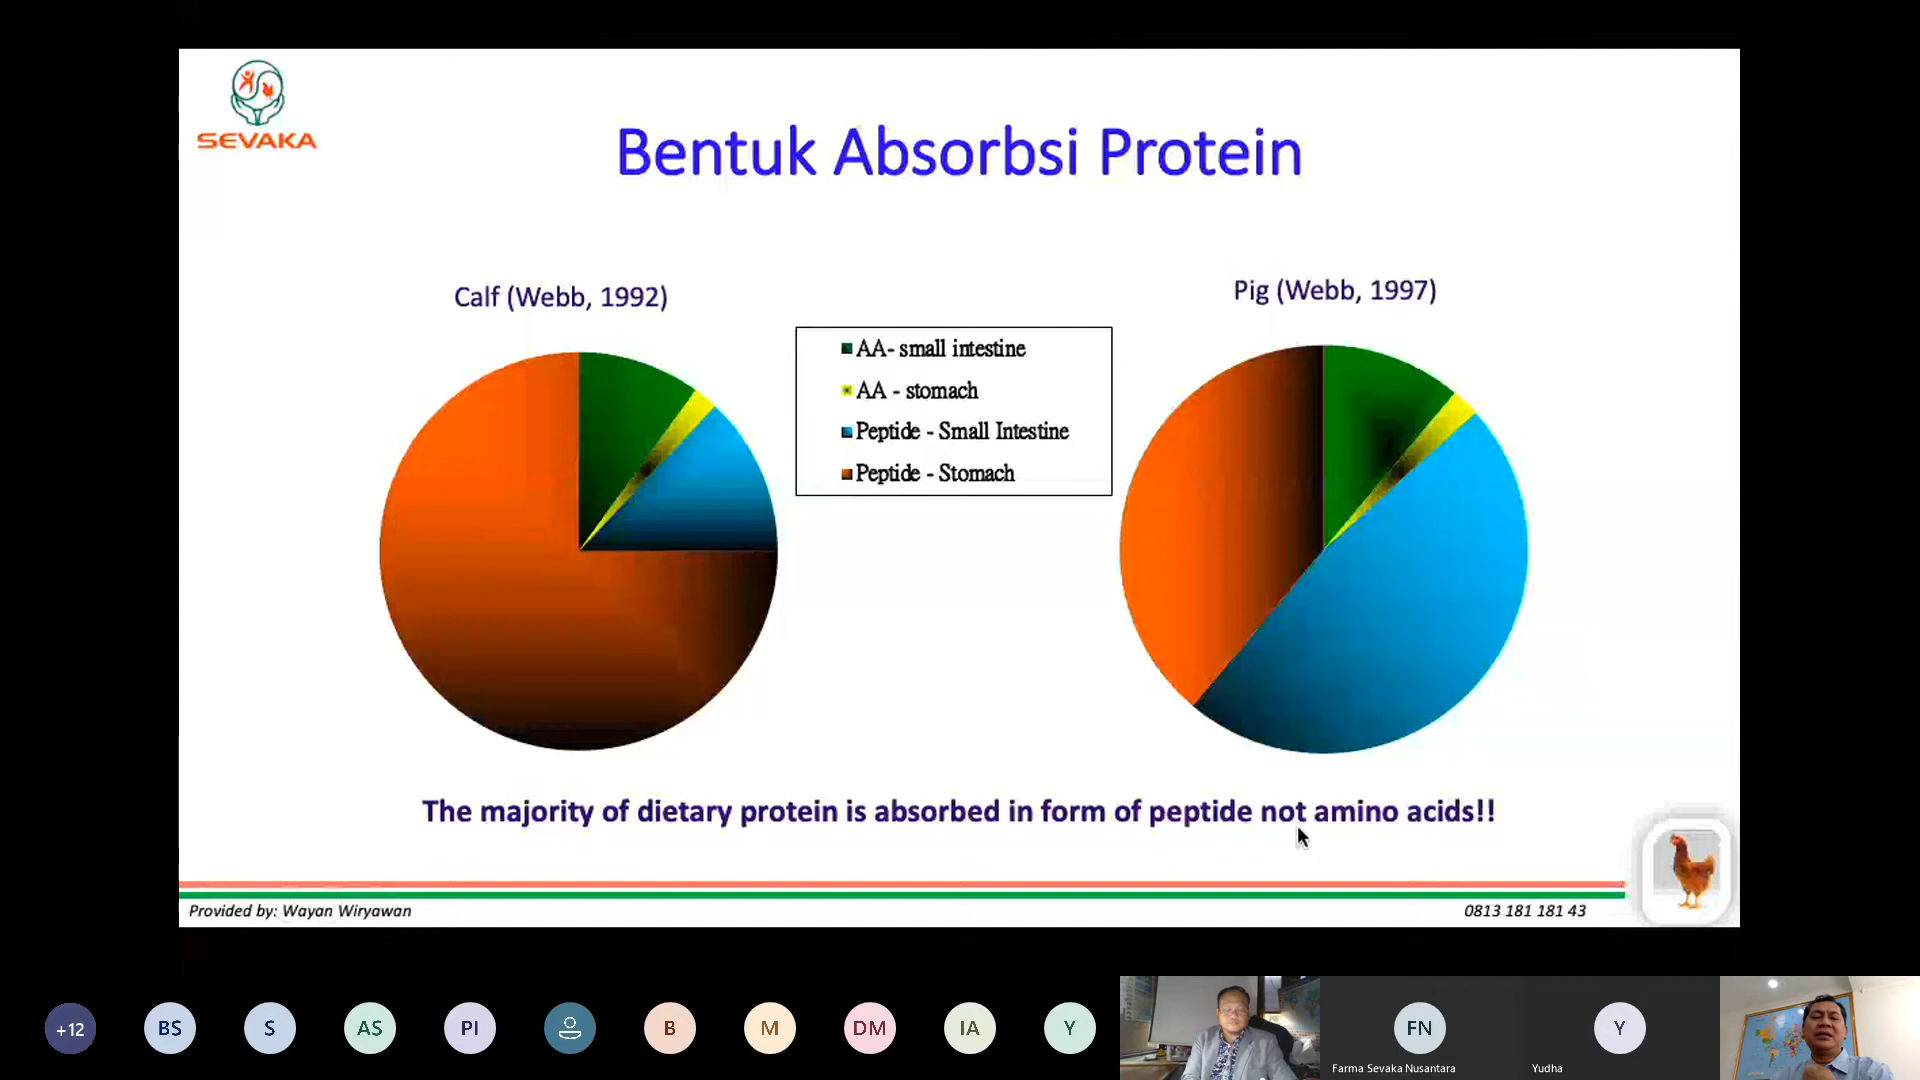 SEVAKA
Bentuk Absorbsi Protein
Calf (Webb, 1992)
Pig (Webb, 1997)
AA- small intestine
AA - stomach
Peptide - Small Intestine
Peptide - Stomach
The majority of dietary protein is absorbed in form of peptide not amino acids!!
Provided by: Wayan Wiryawan
0813 181 181 43
+12
BS
S
AS
PI
B
M
DM
IA
Y
FN
Farma Sevaka Nusantara
Y
Yudha